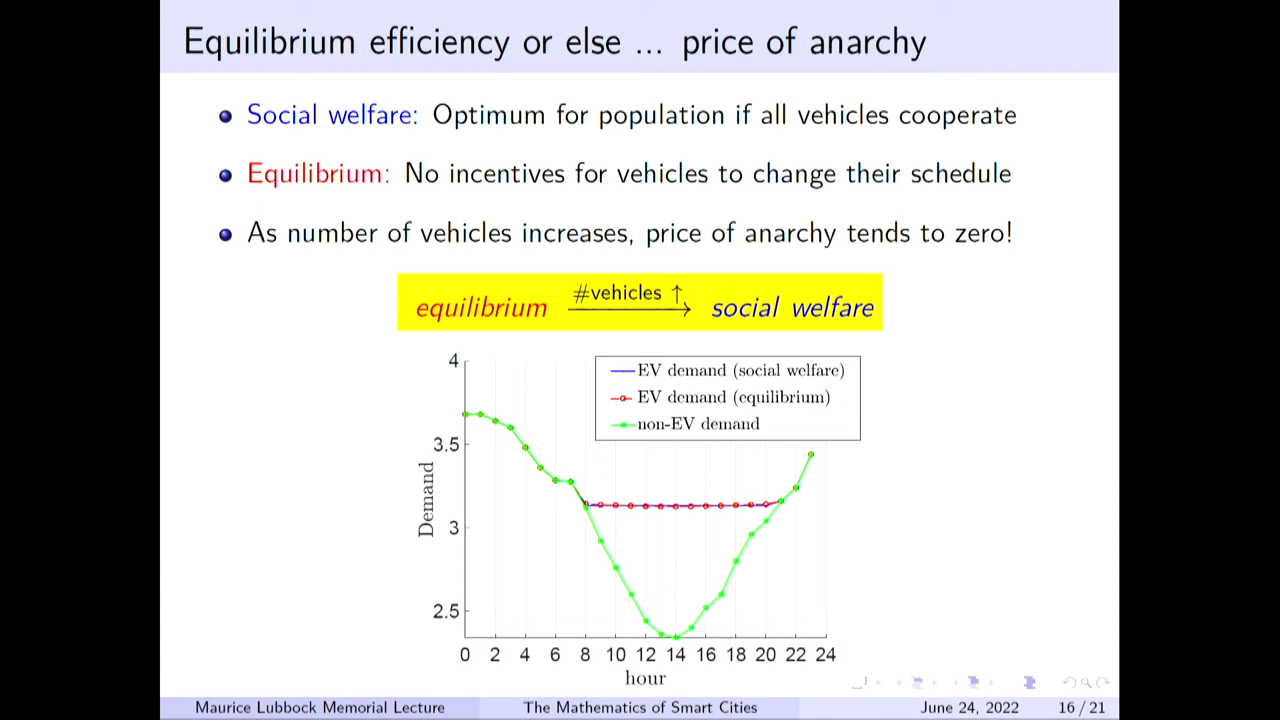 Equilibrium efficiency or else ... price of anarchy
Social welfare: Optimum for population if all vehicles cooperate
Equilibrium: No incentives for vehicles to change their schedule
As number of vehicles increases, price of anarchy tends to zero!
#vehicles ↑
equilibrium → social welfare
EV demand (social welfare)
EV demand (equilibrium)
non-EV demand
4
3.5
3
2.5
Demand
0 2 4 6 8 10 12 14 16 18 20 22 24
hour
Maurice Lubbock Memorial Lecture The Mathematics of Smart Cities June 24, 2022 16 / 21